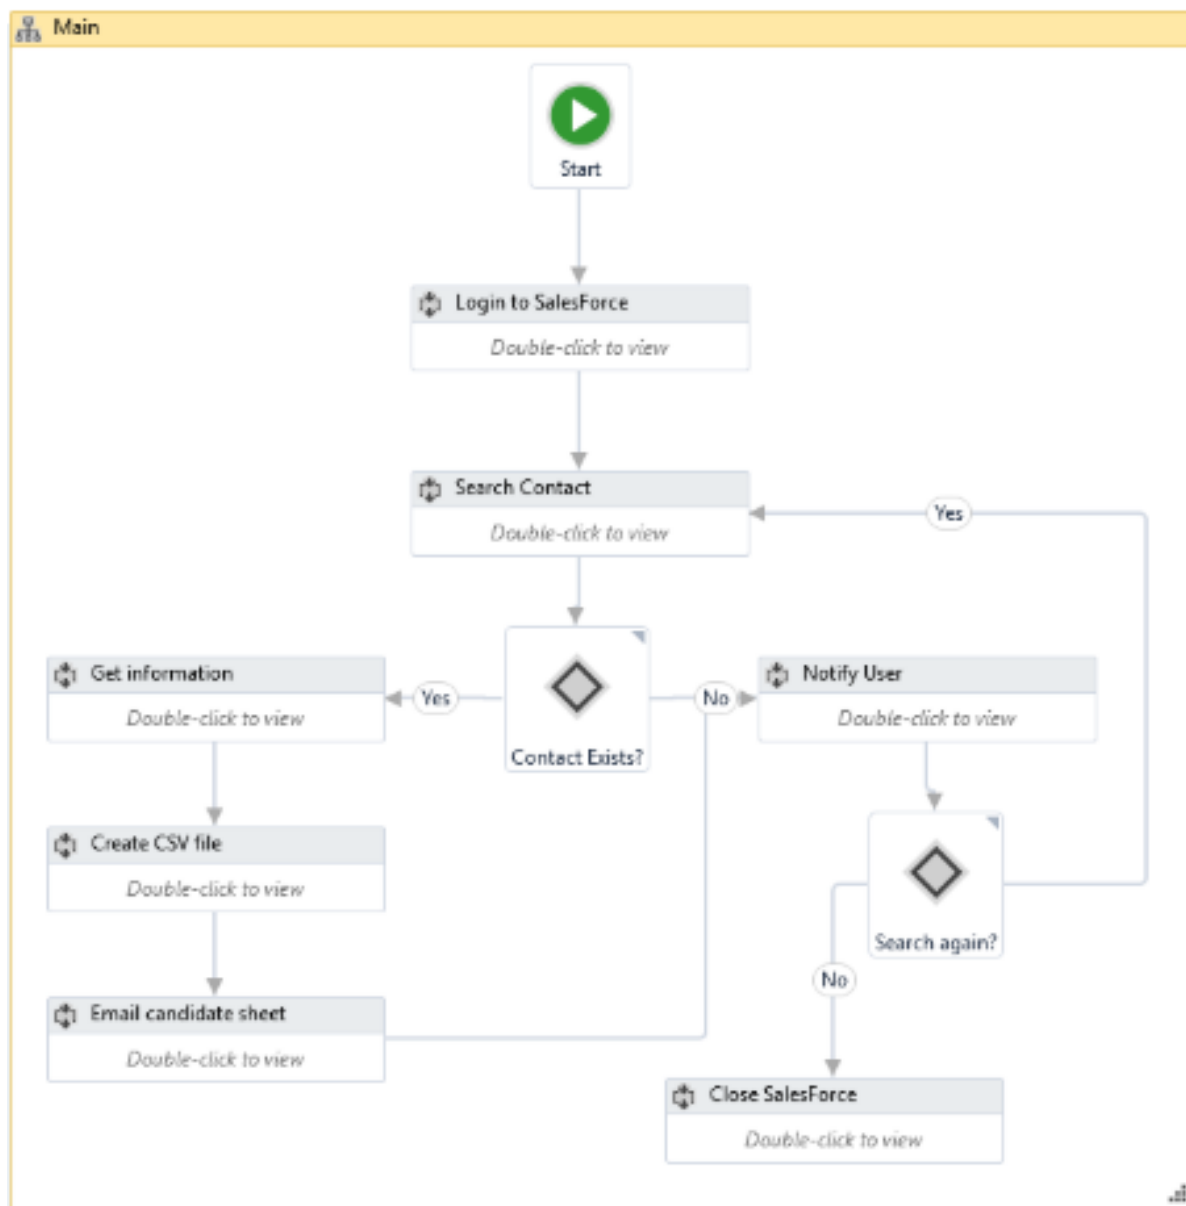 Main
Start
Login to SalesForce
Double-click to view
Search Contact
Double-click to view
Yes
Contact Exists?
Yes
No
Get information
Double-click to view
Create CSV file
Double-click to view
Email candidate sheet
Double-click to view
Notify User
Double-click to view
Search again?
No
Close SalesForce
Double-click to view